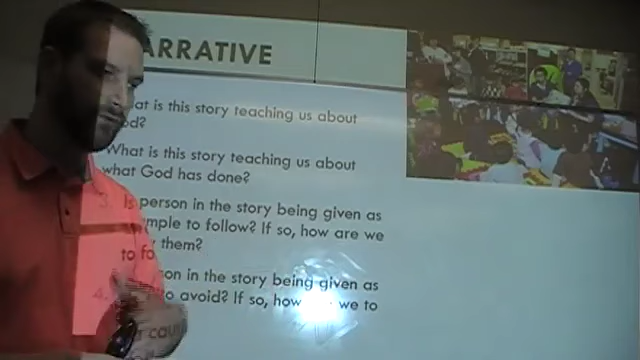 ARRATIVE
at is this story teaching us about
od?
What is this story teaching us about
what God has done?
3. Is person in the story being given as
mple to follow? If so, how are we
to fo them?
4. son in the story being given as
o avoid? If so, how we to